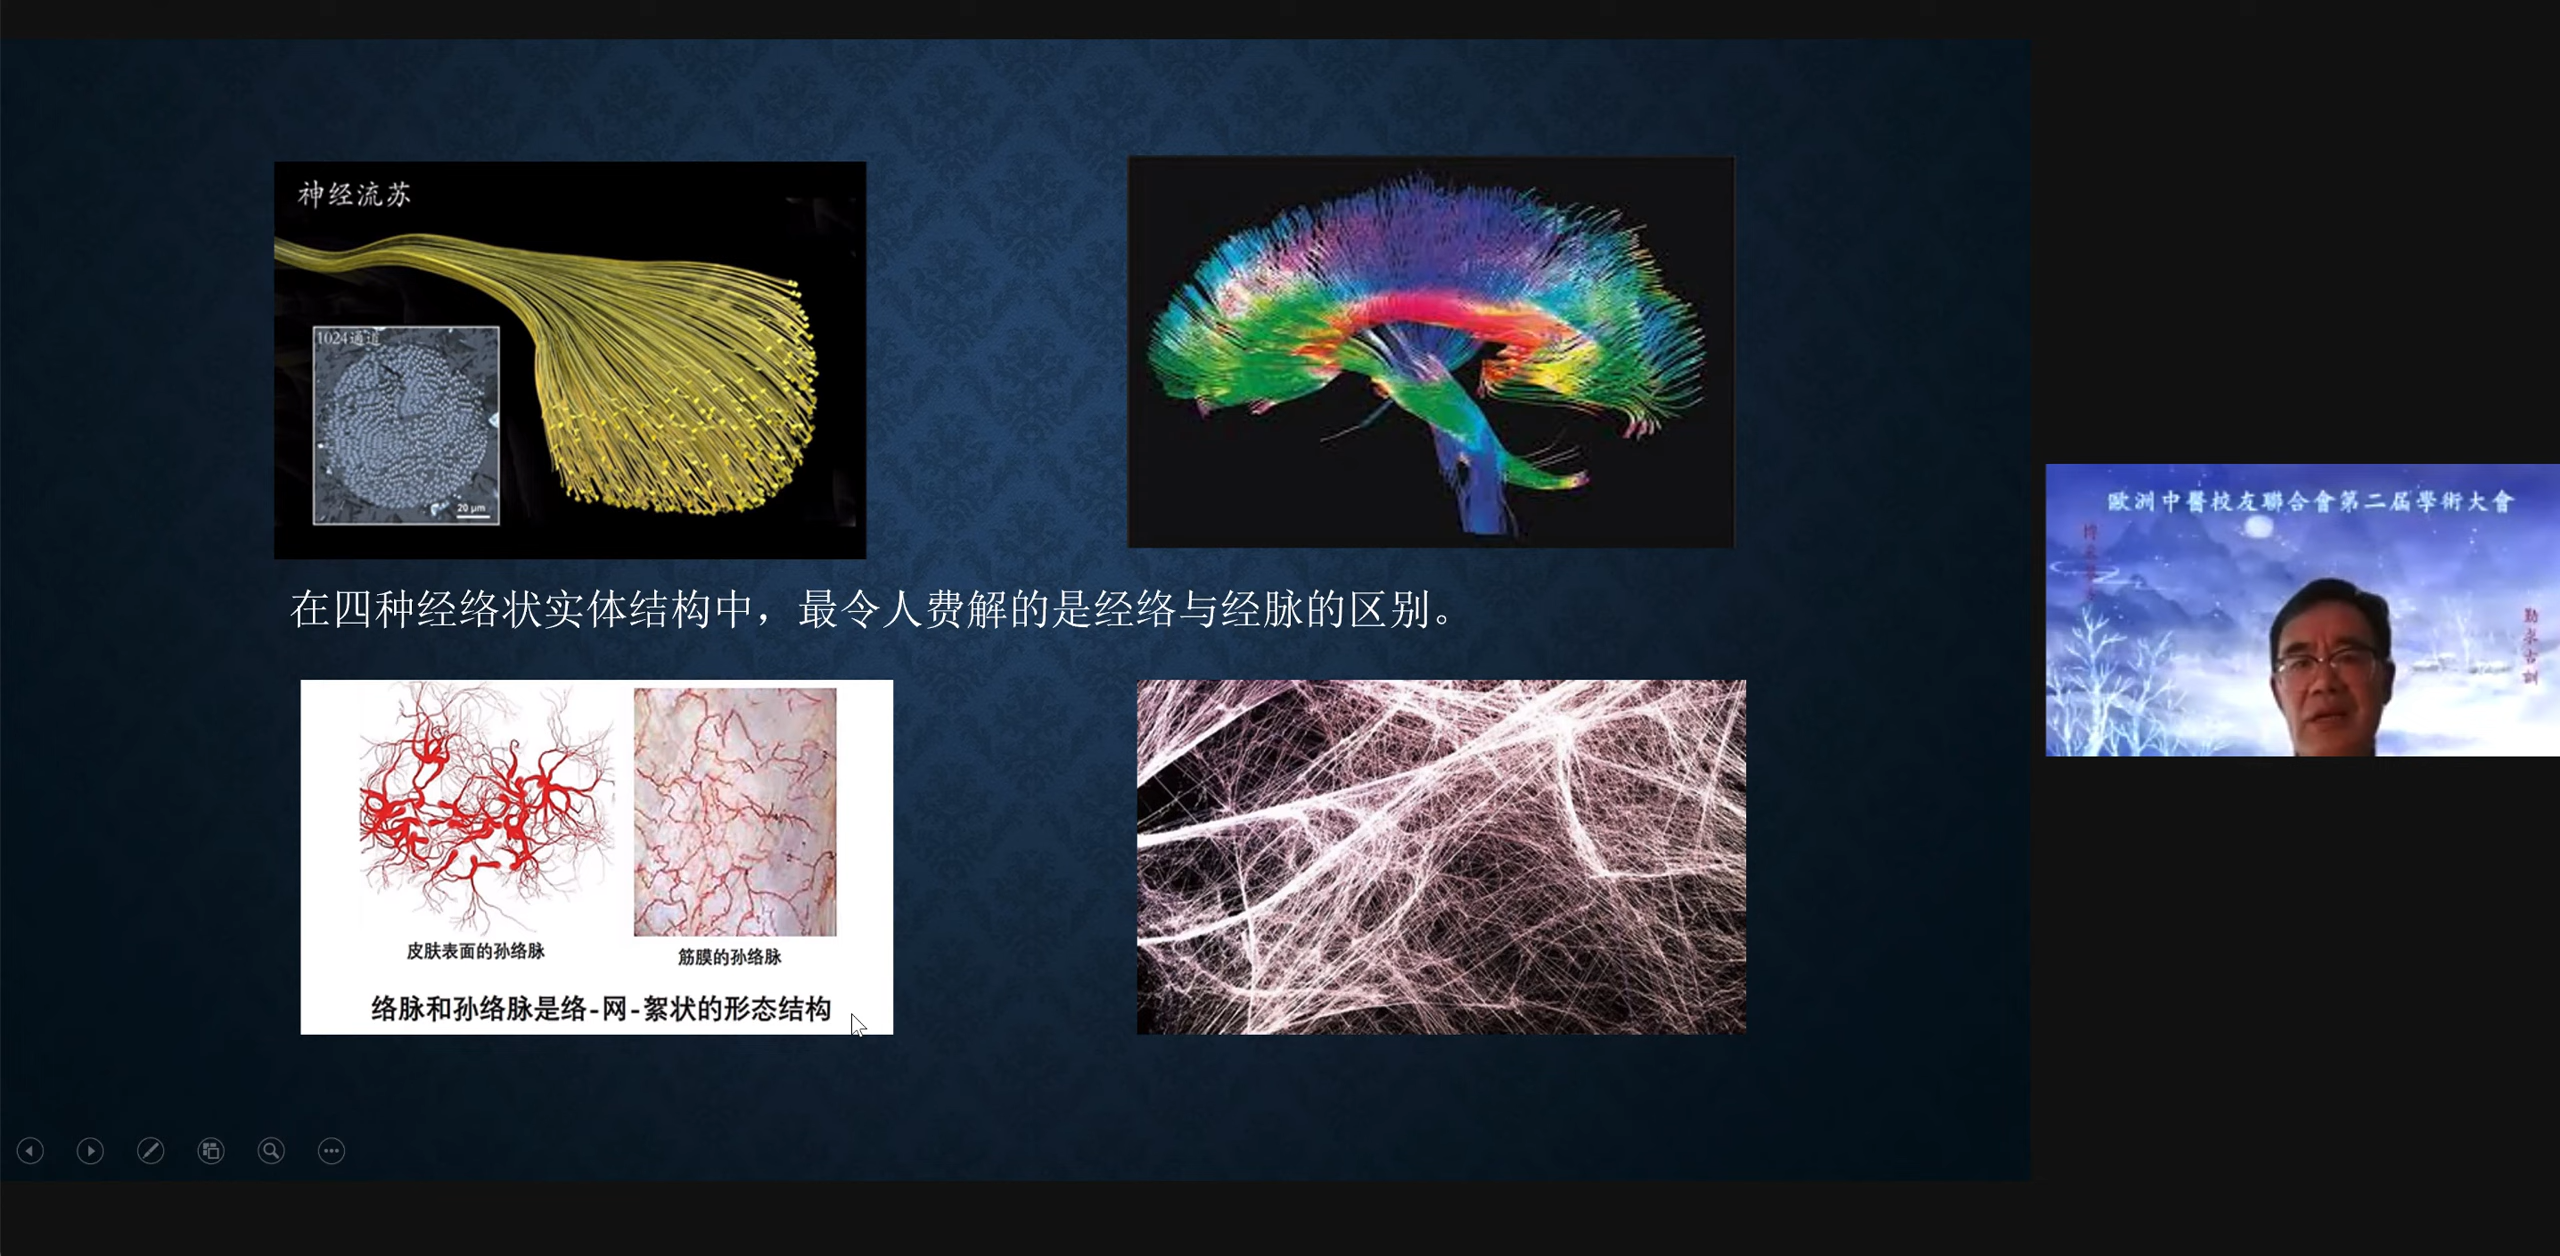 神经流苏
1024通道
20 μm
在四种经络状实体结构中，最令人费解的是经络与经脉的区别。
皮肤表面的孙络脉
筋膜的孙络脉
络脉和孙络脉是络-网-絮状的形态结构
歐洲中醫校友聯合會第二屆學術大會
勤求古訓